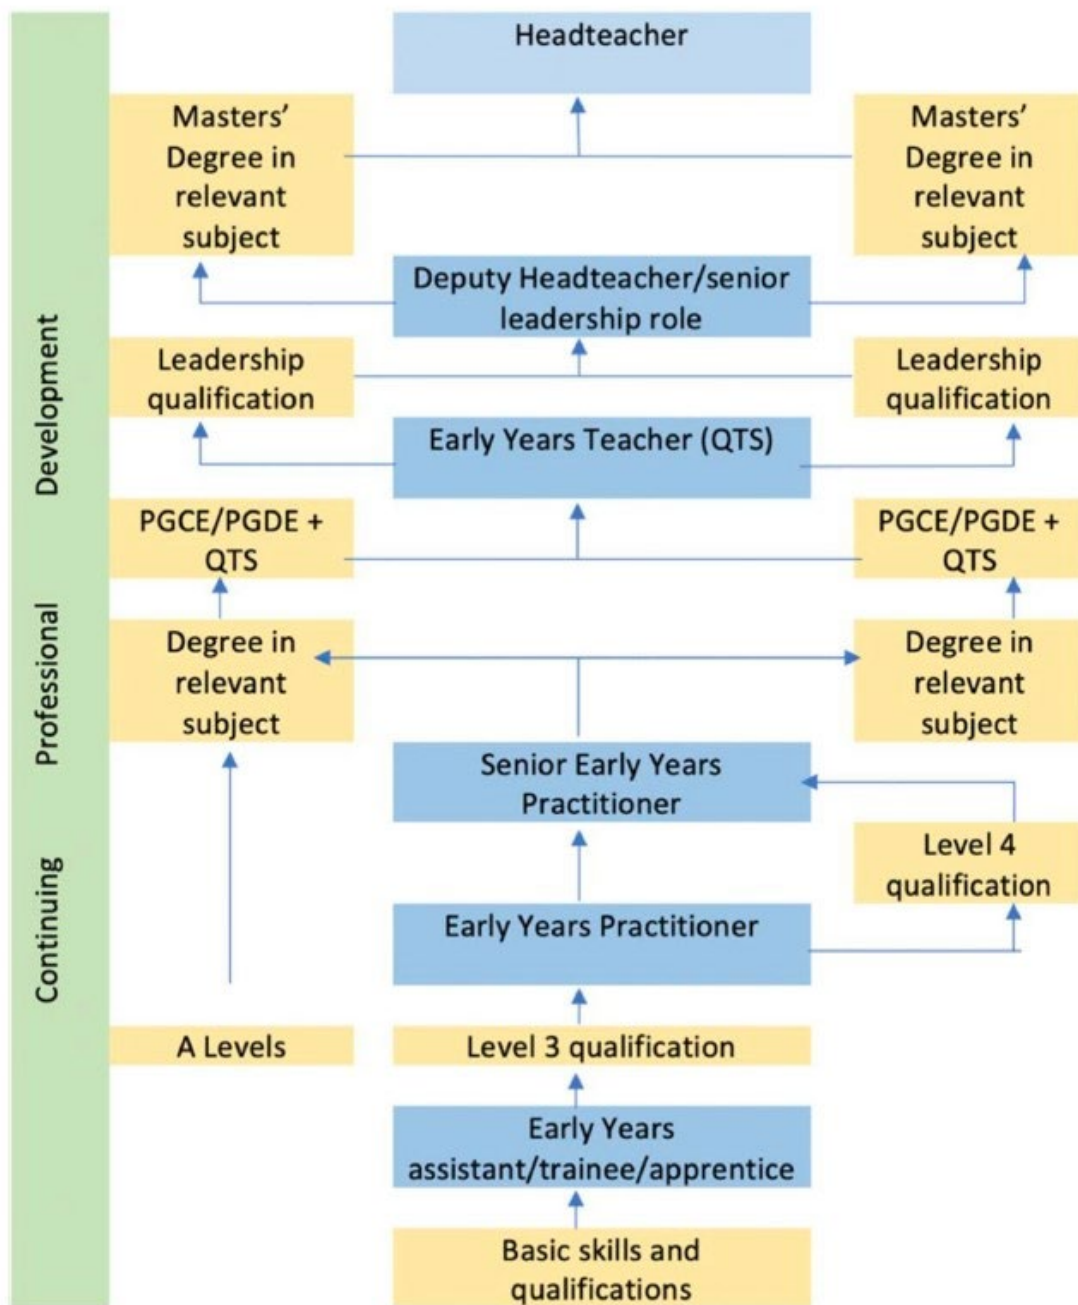 Headteacher
Masters’
Degree in
relevant
subject
Masters’
Degree in
relevant
subject
Deputy Headteacher/senior
leadership role
Leadership
qualification
Leadership
qualification
Early Years Teacher (QTS)
PGCE/PGDE +
QTS
PGCE/PGDE +
QTS
Degree in
relevant
subject
Degree in
relevant
subject
Senior Early Years
Practitioner
Level 4
qualification
Early Years Practitioner
A Levels
Level 3 qualification
Early Years
assistant/trainee/apprentice
Basic skills and
qualifications
Continuing Professional Development